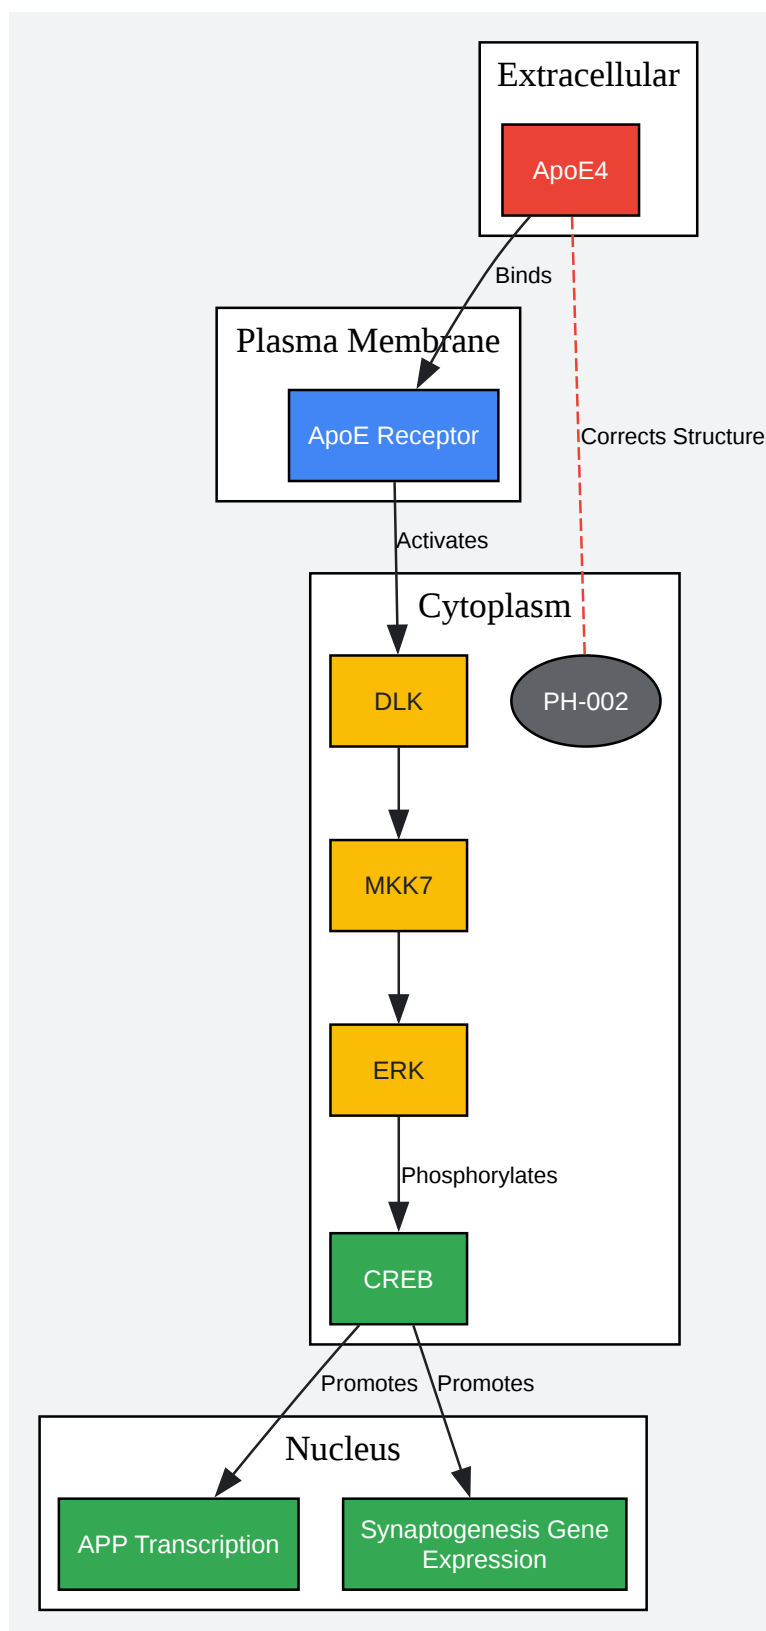 Extracellular
ApoE4
Binds
Plasma Membrane
ApoE Receptor
Corrects Structure
Activates
Cytoplasm
DLK
PH-002
MKK7
ERK
Phosphorylates
CREB
Promotes
Promotes
Nucleus
APP Transcription
Synaptogenesis Gene
Expression